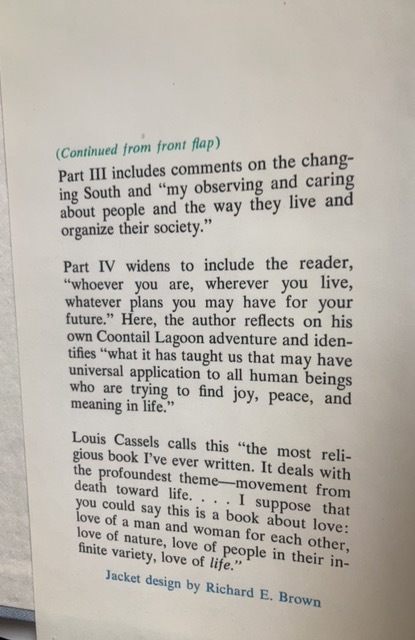 (Continued from front flap)
Part III includes comments on the chang-
ing South and “my observing and caring
about people and the way they live and
organize their society.”
Part IV widens to include the reader,
“whoever you are, wherever you live,
whatever plans you may have for your
future.” Here, the author reflects on his
own Coontail Lagoon adventure and iden-
tifies “what it has taught us that may have
universal application to all human beings
who are trying to find joy, peace, and
meaning in life.”
Louis Cassels calls this “the most reli-
gious book I’ve ever written. It deals with
the profoundest theme—movement from
death toward life. . . . I suppose that
you could say this is a book about love:
love of a man and woman for each other,
love of nature, love of people in their in-
finite variety, love of life.”
Jacket design by Richard E. Brown